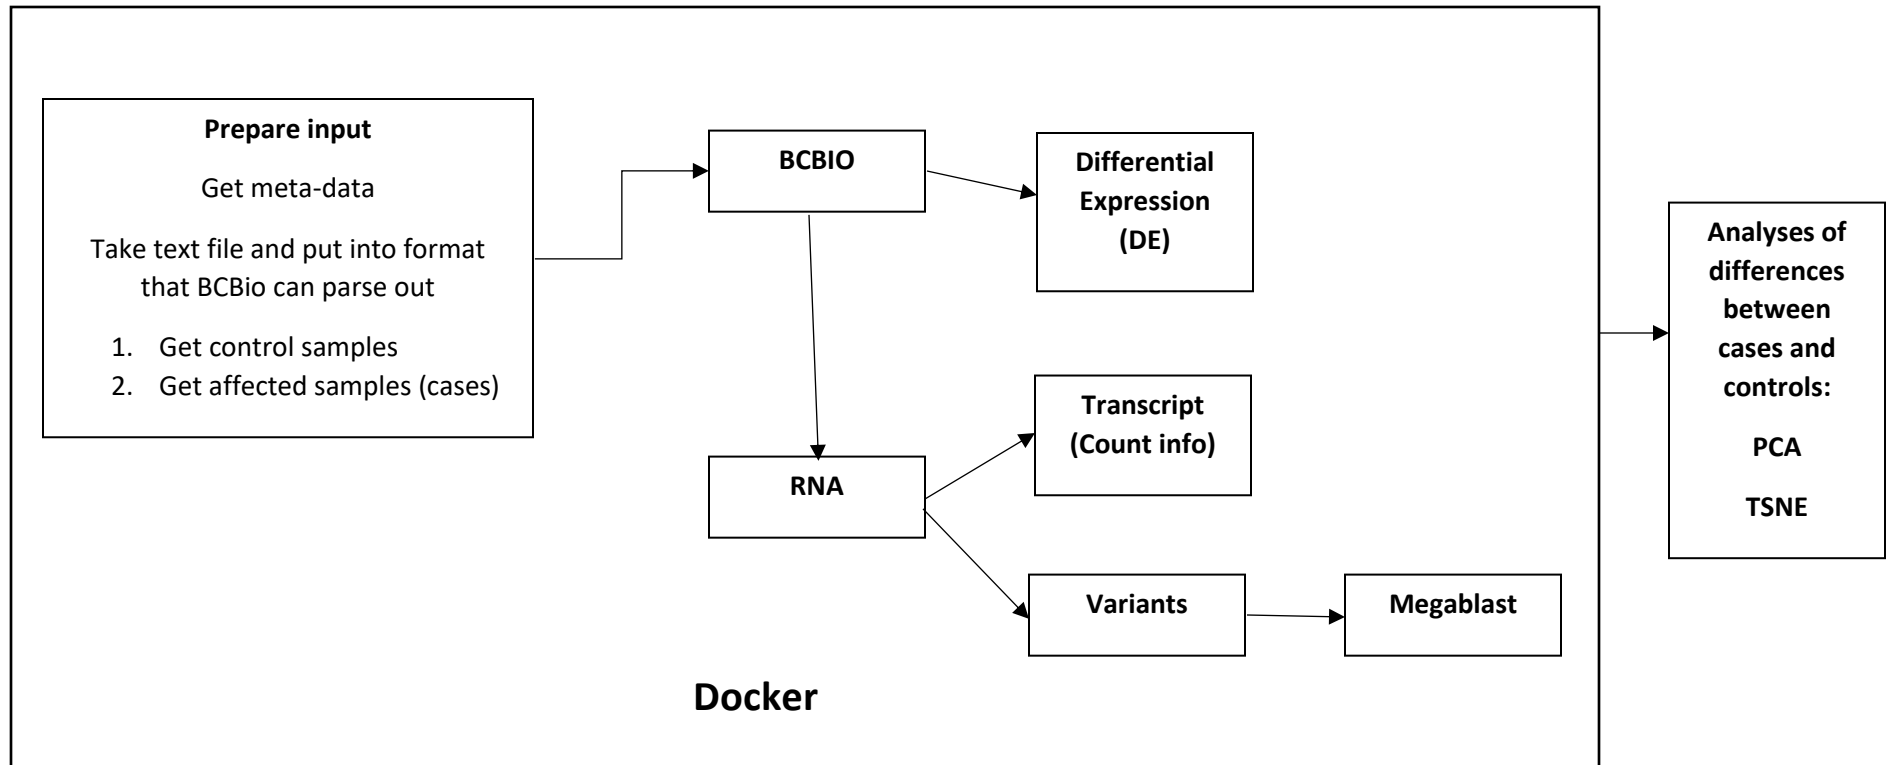 Prepare input
Get meta-data
Take text file and put into format
that BCBio can parse out
1. Get control samples
2. Get affected samples (cases)
BCBIO
Differential
Expression
(DE)
RNA
Transcript
(Count info)
Variants
Megablast
Docker
Analyses of
differences
between
cases and
controls:
PCA
TSNE